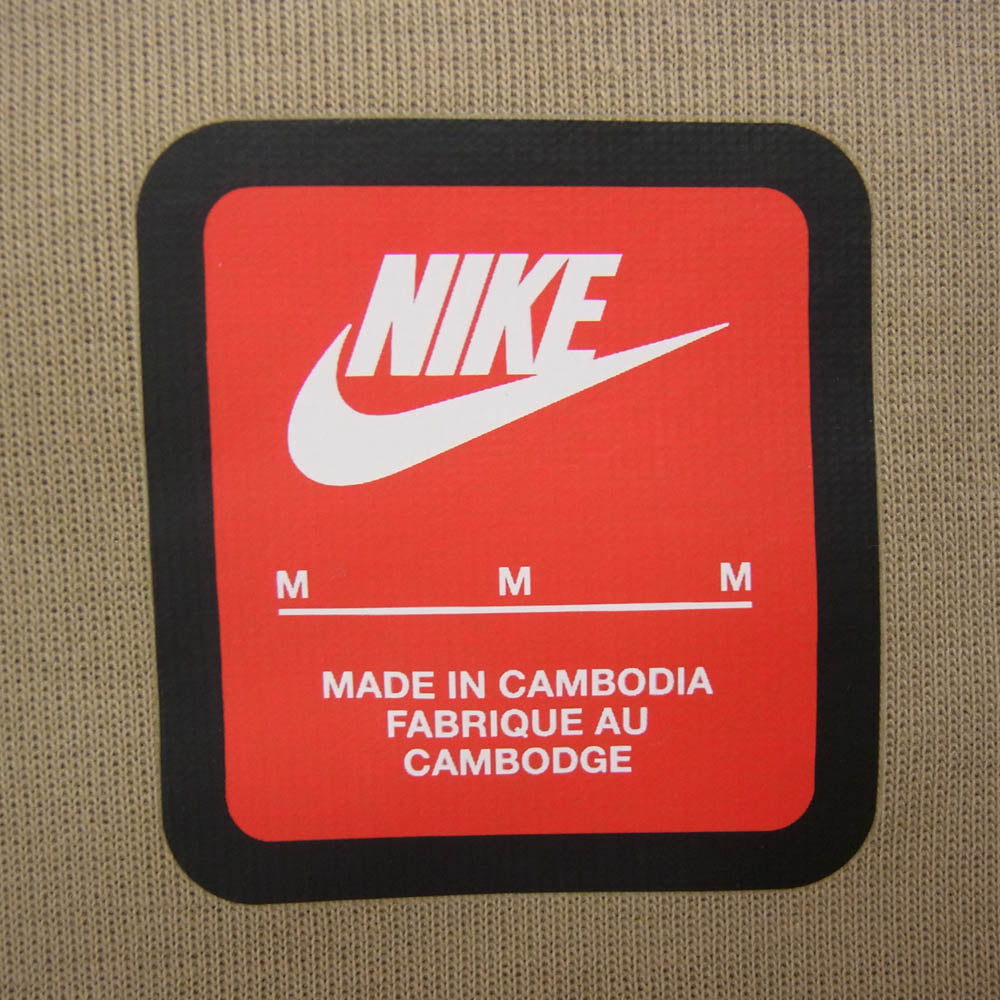 NIKE
M M M
MADE IN CAMBODIA
FABRIQUE AU
CAMBODGE